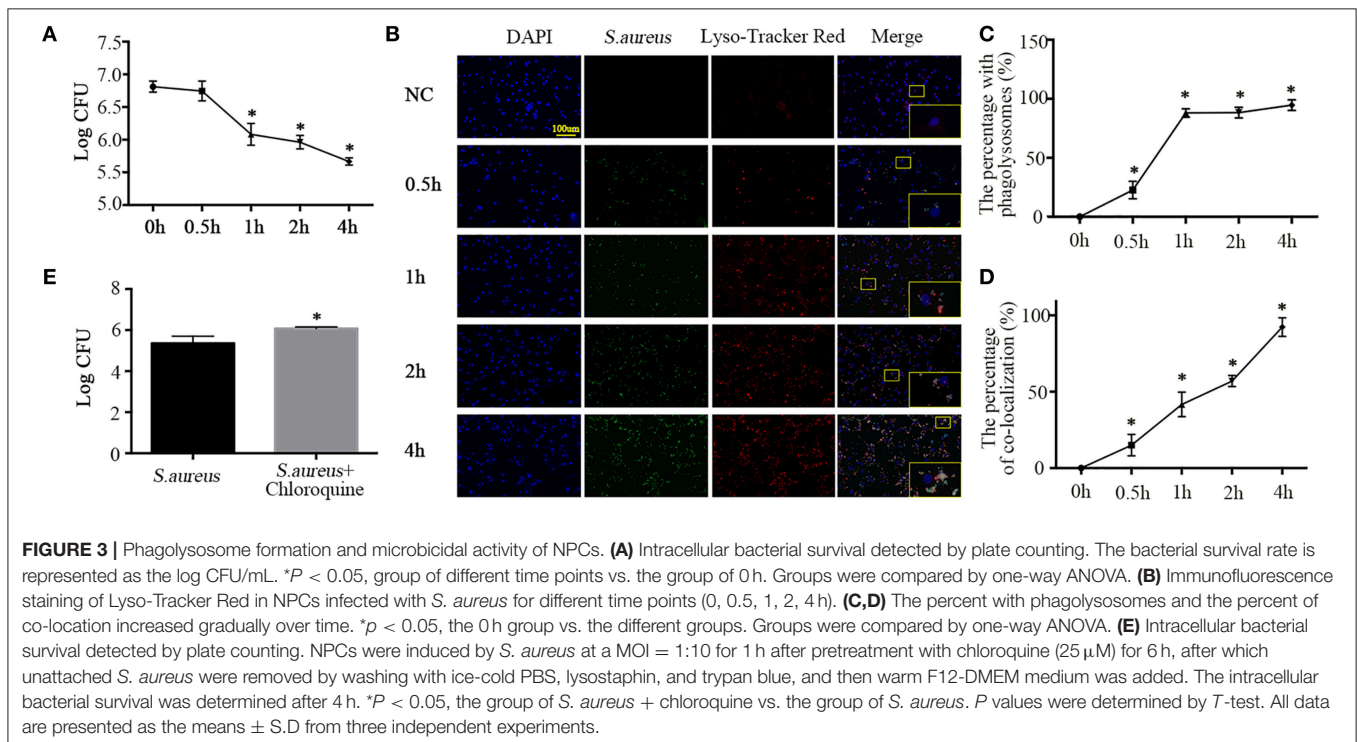 A
7.5
7.0
6.5
6.0
5.5
5.0
Log CFU
0h 0.5h 1h 2h 4h
* * *
B
DAPI S.aureus Lyso-Tracker Red Merge
NC
100um
0.5h
1h
2h
4h
C
The percentage with
phagolysosomes (%)
150
100
50
0
* * * *
0h 0.5h 1h 2h 4h
D
The percentage
of co-localization (%)
100
50
0
* * * *
0h 0.5h 1h 2h 4h
E
Log CFU
8
6
4
2
0
*
S.aureus
S.aureus+
Chloroquine
FIGURE 3 | Phagolysosome formation and microbicidal activity of NPCs. (A) Intracellular bacterial survival detected by plate counting. The bacterial survival rate is
represented as the log CFU/mL. *P < 0.05, group of different time points vs. the group of 0 h. Groups were compared by one-way ANOVA. (B) Immunofluorescence
staining of Lyso-Tracker Red in NPCs infected with S. aureus for different time points (0, 0.5, 1, 2, 4 h). (C,D) The percent with phagolysosomes and the percent of
co-location increased gradually over time. *p < 0.05, the 0 h group vs. the different groups. Groups were compared by one-way ANOVA. (E) Intracellular bacterial
survival detected by plate counting. NPCs were induced by S. aureus at a MOI = 1:10 for 1 h after pretreatment with chloroquine (25 μM) for 6 h, after which
unattached S. aureus were removed by washing with ice-cold PBS, lysostaphin, and trypan blue, and then warm F12-DMEM medium was added. The intracellular
bacterial survival was determined after 4 h. *P < 0.05, the group of S. aureus + chloroquine vs. the group of S. aureus. P values were determined by T-test. All data
are presented as the means ± S.D from three independent experiments.